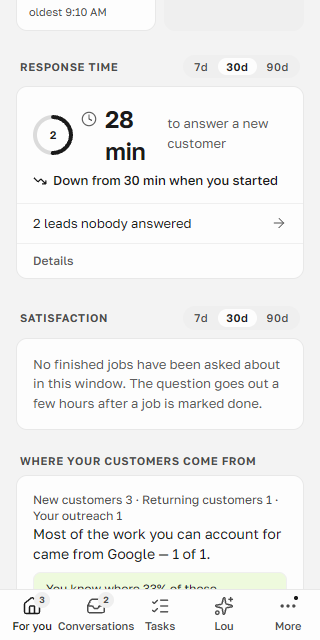 oldest 9:10 AM
RESPONSE TIME
7d 30d 90d
2
28
min
to answer a new
customer
Down from 30 min when you started
2 leads nobody answered
Details
SATISFACTION
7d 30d 90d
No finished jobs have been asked about
in this window. The question goes out a
few hours after a job is marked done.
WHERE YOUR CUSTOMERS COME FROM
New customers 3 · Returning customers 1 ·
Your outreach 1
Most of the work you can account for
came from Google — 1 of 1.
You know where 33% of these
3
2
For you
Conversations
Tasks
Lou
More